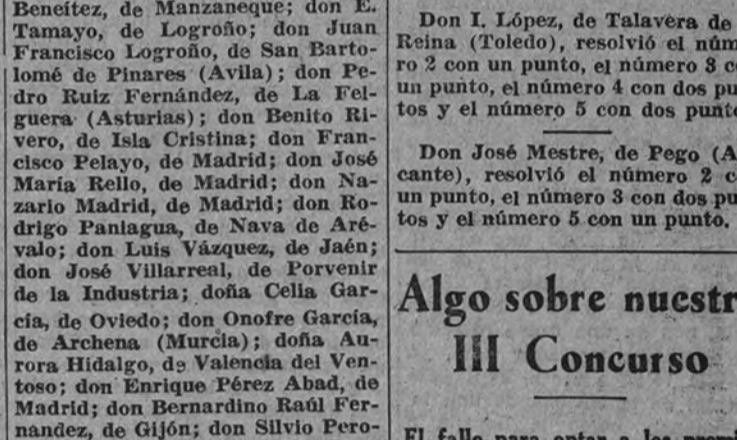 Beneítez, de Manzaneque; don E.
Tamayo, de Logroño; don Juan
Francisco Logroño, de San Barto-
lomé de Pinares (Avila); don Pe-
dro Ruiz Fernández, de La Fel-
guera (Asturias); don Benito Ri-
vero, de Isla Cristina; don Fran-
cisco Pelayo, de Madrid; don José
María Rello, de Madrid; don Na-
zario Madrid, de Madrid; don Ro-
drigo Paniagua, de Nava de Aré-
valo; don Luis Vázquez, de Jaén;
don José Villarreal, de Porvenir
de la Industria; doña Celia Gar-
cía, de Oviedo; don Onofre García,
de Archena (Murcia); doña Au-
rora Hidalgo, de Valencia del Ven-
toso; don Enrique Pérez Abad, de
Madrid; don Bernardino Raúl Fer-
nandez, de Gijón; don Silvio Pero-
Don I. López, de Talavera de
Reina (Toledo), resolvió el núm
ro 2 con un punto, el número 3 c
un punto, el número 4 con dos pu
tos y el número 5 con dos punt
Don José Mestre, de Pego (A
cante), resolvió el número 2 c
un punto, el número 3 con dos pu
tos y el número 5 con un punto.
Algo sobre nuestr
III Concurso
El fallo para optar a los premi